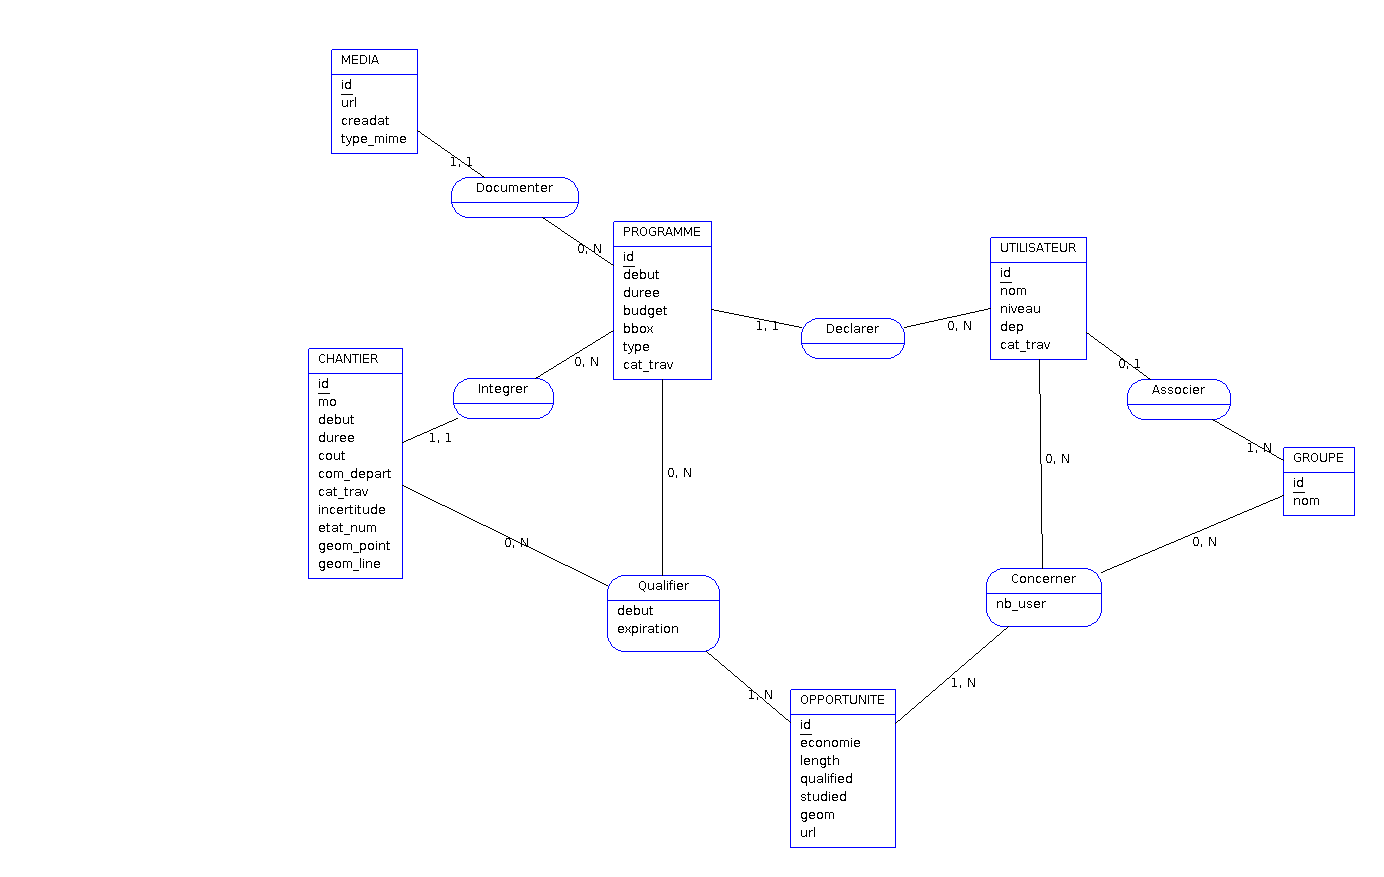 MEDIA
id
url
creadat
type_mime
1, 1
Documenter
0, N
PROGRAMME
id
debut
duree
budget
bbox
type
cat_trav
1, 1
Declarer
0, N
UTILISATEUR
id
nom
niveau
dep
cat_trav
0, 1
Associer
1, N
GROUPE
id
nom
0, N
Integrer
1, 1
CHANTIER
id
mo
debut
duree
cout
com_depart
cat_trav
incertitude
etat_num
geom_point
geom_line
0, N
0, N
Qualifier
debut
expiration
1, N
0, N
0, N
Concerner
nb_user
1, N
OPPORTUNITE
id
economie
length
qualified
studied
geom
url